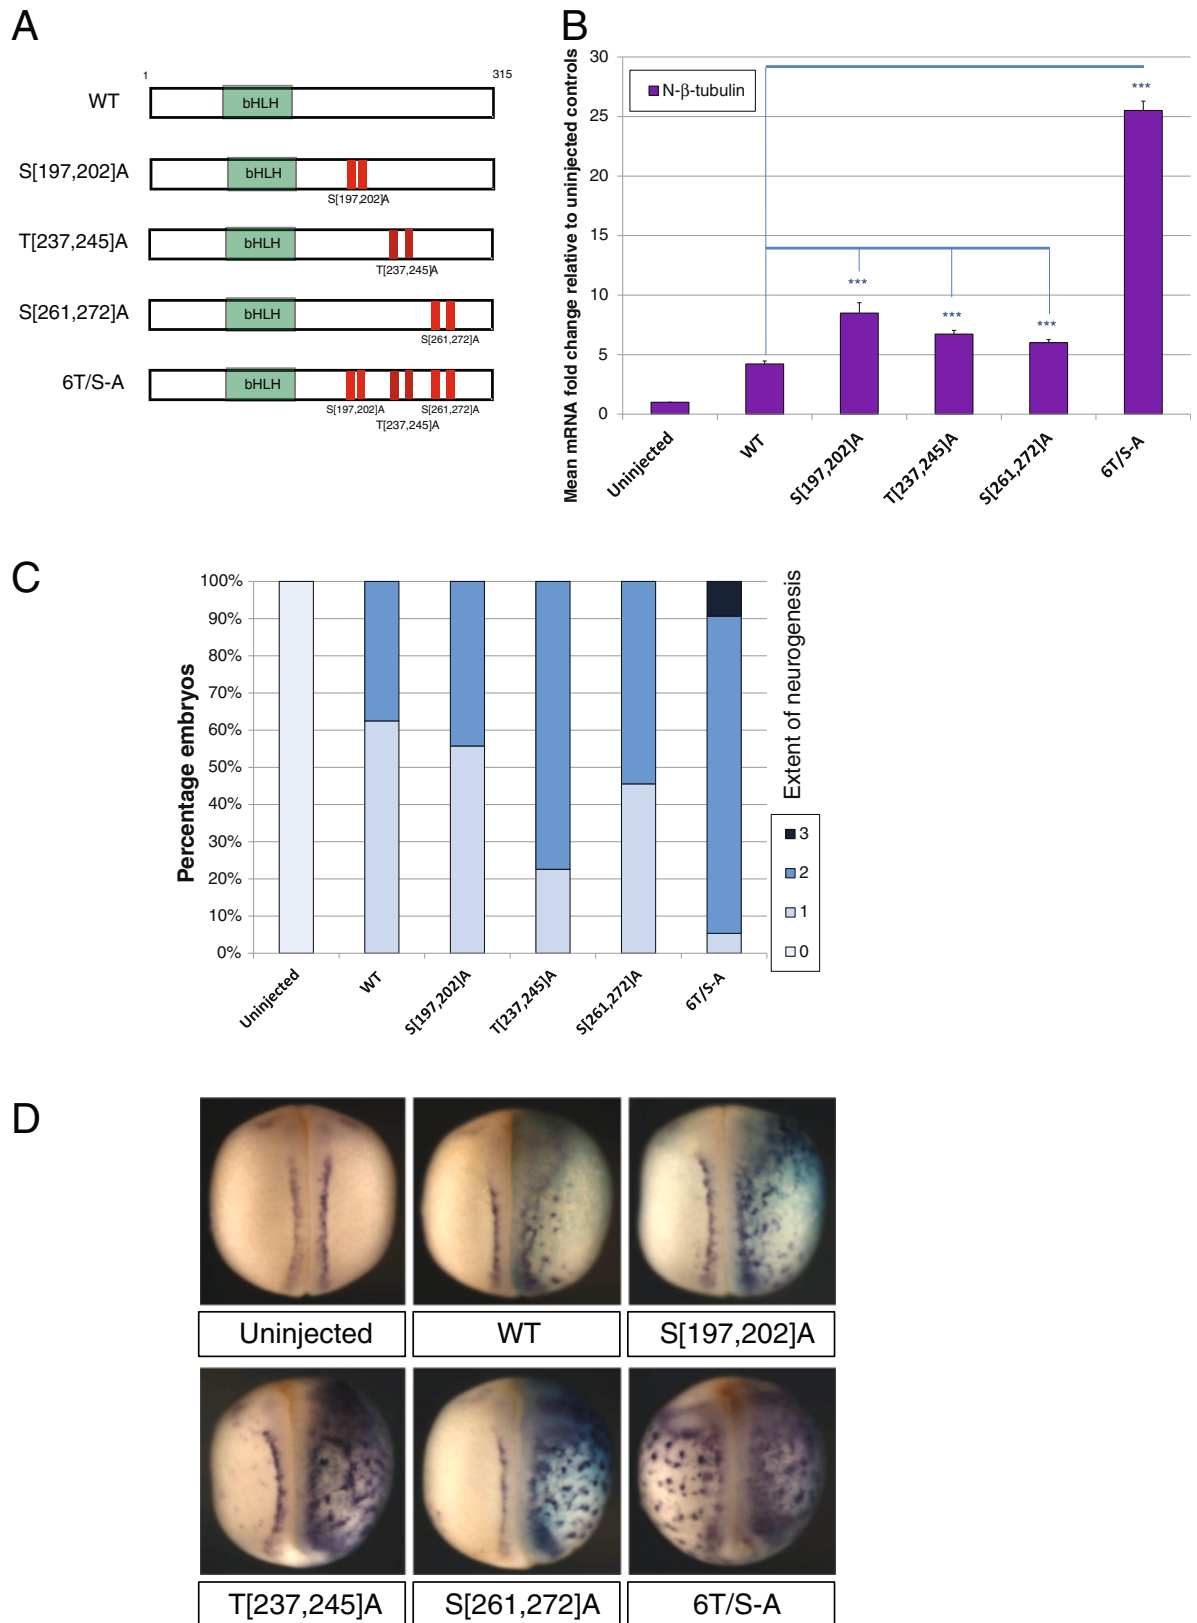 A
1 315
WT bHLH
S[197,202]A bHLH
S[197,202]A
T[237,245]A bHLH
T[237,245]A
S[261,272]A bHLH
S[261,272]A
6T/S-A bHLH
S[197,202]A S[261,272]A
T[237,245]A
B
Mean mRNA fold change relative to uninjected controls
30
25
20
15
10
5
0
N-β-tubulin
***
***
***
***
Uninjected
WT
S[197,202]A
T[237,245]A
S[261,272]A
6T/S-A
C
Percentage embryos
100%
90%
80%
70%
60%
50%
40%
30%
20%
10%
0%
Uninjected
WT
S[197,202]A
T[237,245]A
S[261,272]A
6T/S-A
Extent of neurogenesis
3
2
1
0
D
Uninjected
WT
S[197,202]A
T[237,245]A
S[261,272]A
6T/S-A